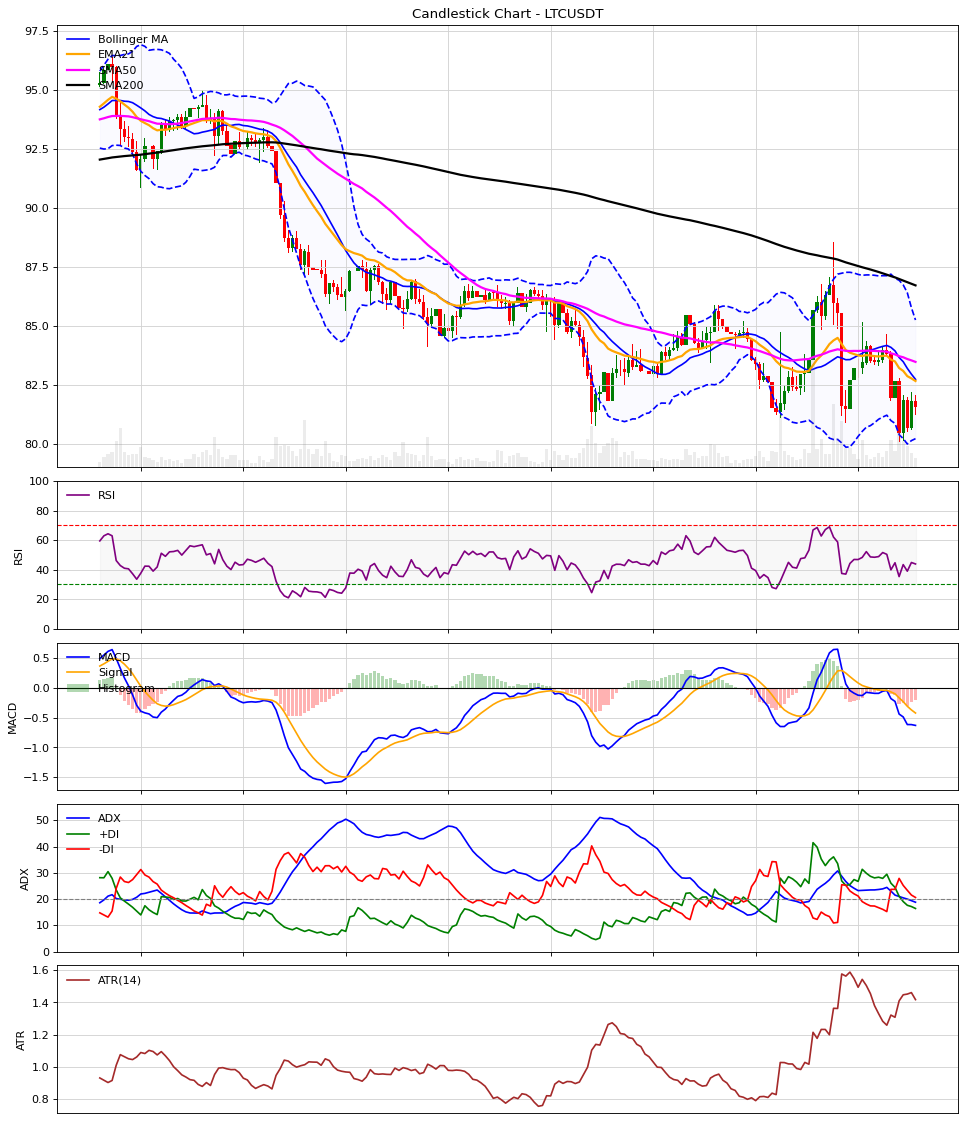 Candlestick Chart - LTCUSDT
97.5
95.0
92.5
90.0
87.5
85.0
82.5
80.0
Bollinger MA
EMA21
SMA50
SMA200
100
80
60
40
20
0
RSI
RSI
0.5
0.0
−0.5
−1.0
−1.5
MACD
MACD
Signal
Histogram
50
40
30
20
10
0
ADX
ADX
+DI
-DI
1.6
1.4
1.2
1.0
0.8
ATR
ATR(14)